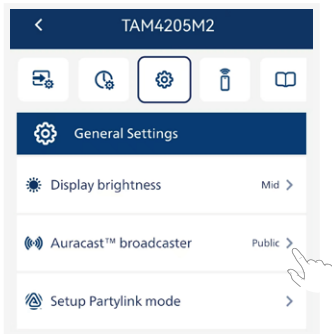 TAM4205M2
General Settings
Display brightness Mid
Auracast™ broadcaster Public
Setup Partylink mode